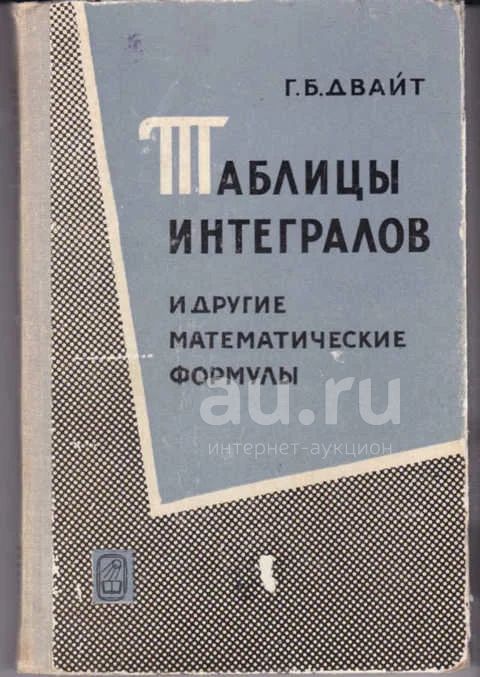 Г.Б.ДВАЙТ
ТАБЛИЦЫ
ИНТЕГРАЛОВ
И ДРУГИЕ
МАТЕМАТИЧЕСКИЕ
ФОРМУЛЫ
au.ru
интернет-аукцион